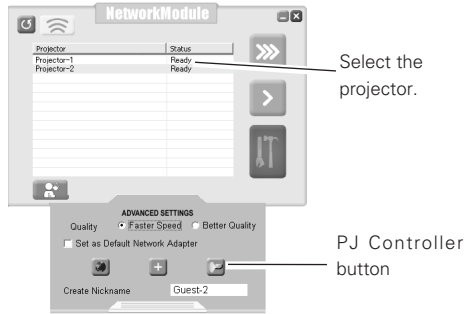 NetworkModule
Projector Status
Projector-1 Ready
Projector-2 Ready
Select the
projector.
ADVANCED SETTINGS
Quality Faster Speed Better Quality
Set as Default Network Adapter
PJ Controller
button
Create Nickname Guest-2